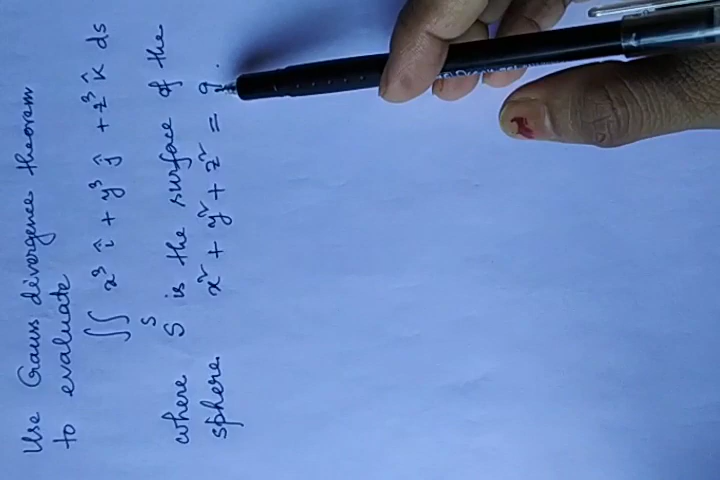 Use Gauss divergence theorem
to evaluate
∬ x³ î + y³ ĵ + z³ k̂ ds
S
where S is the surface of the
sphere x² + y² + z² = 9.